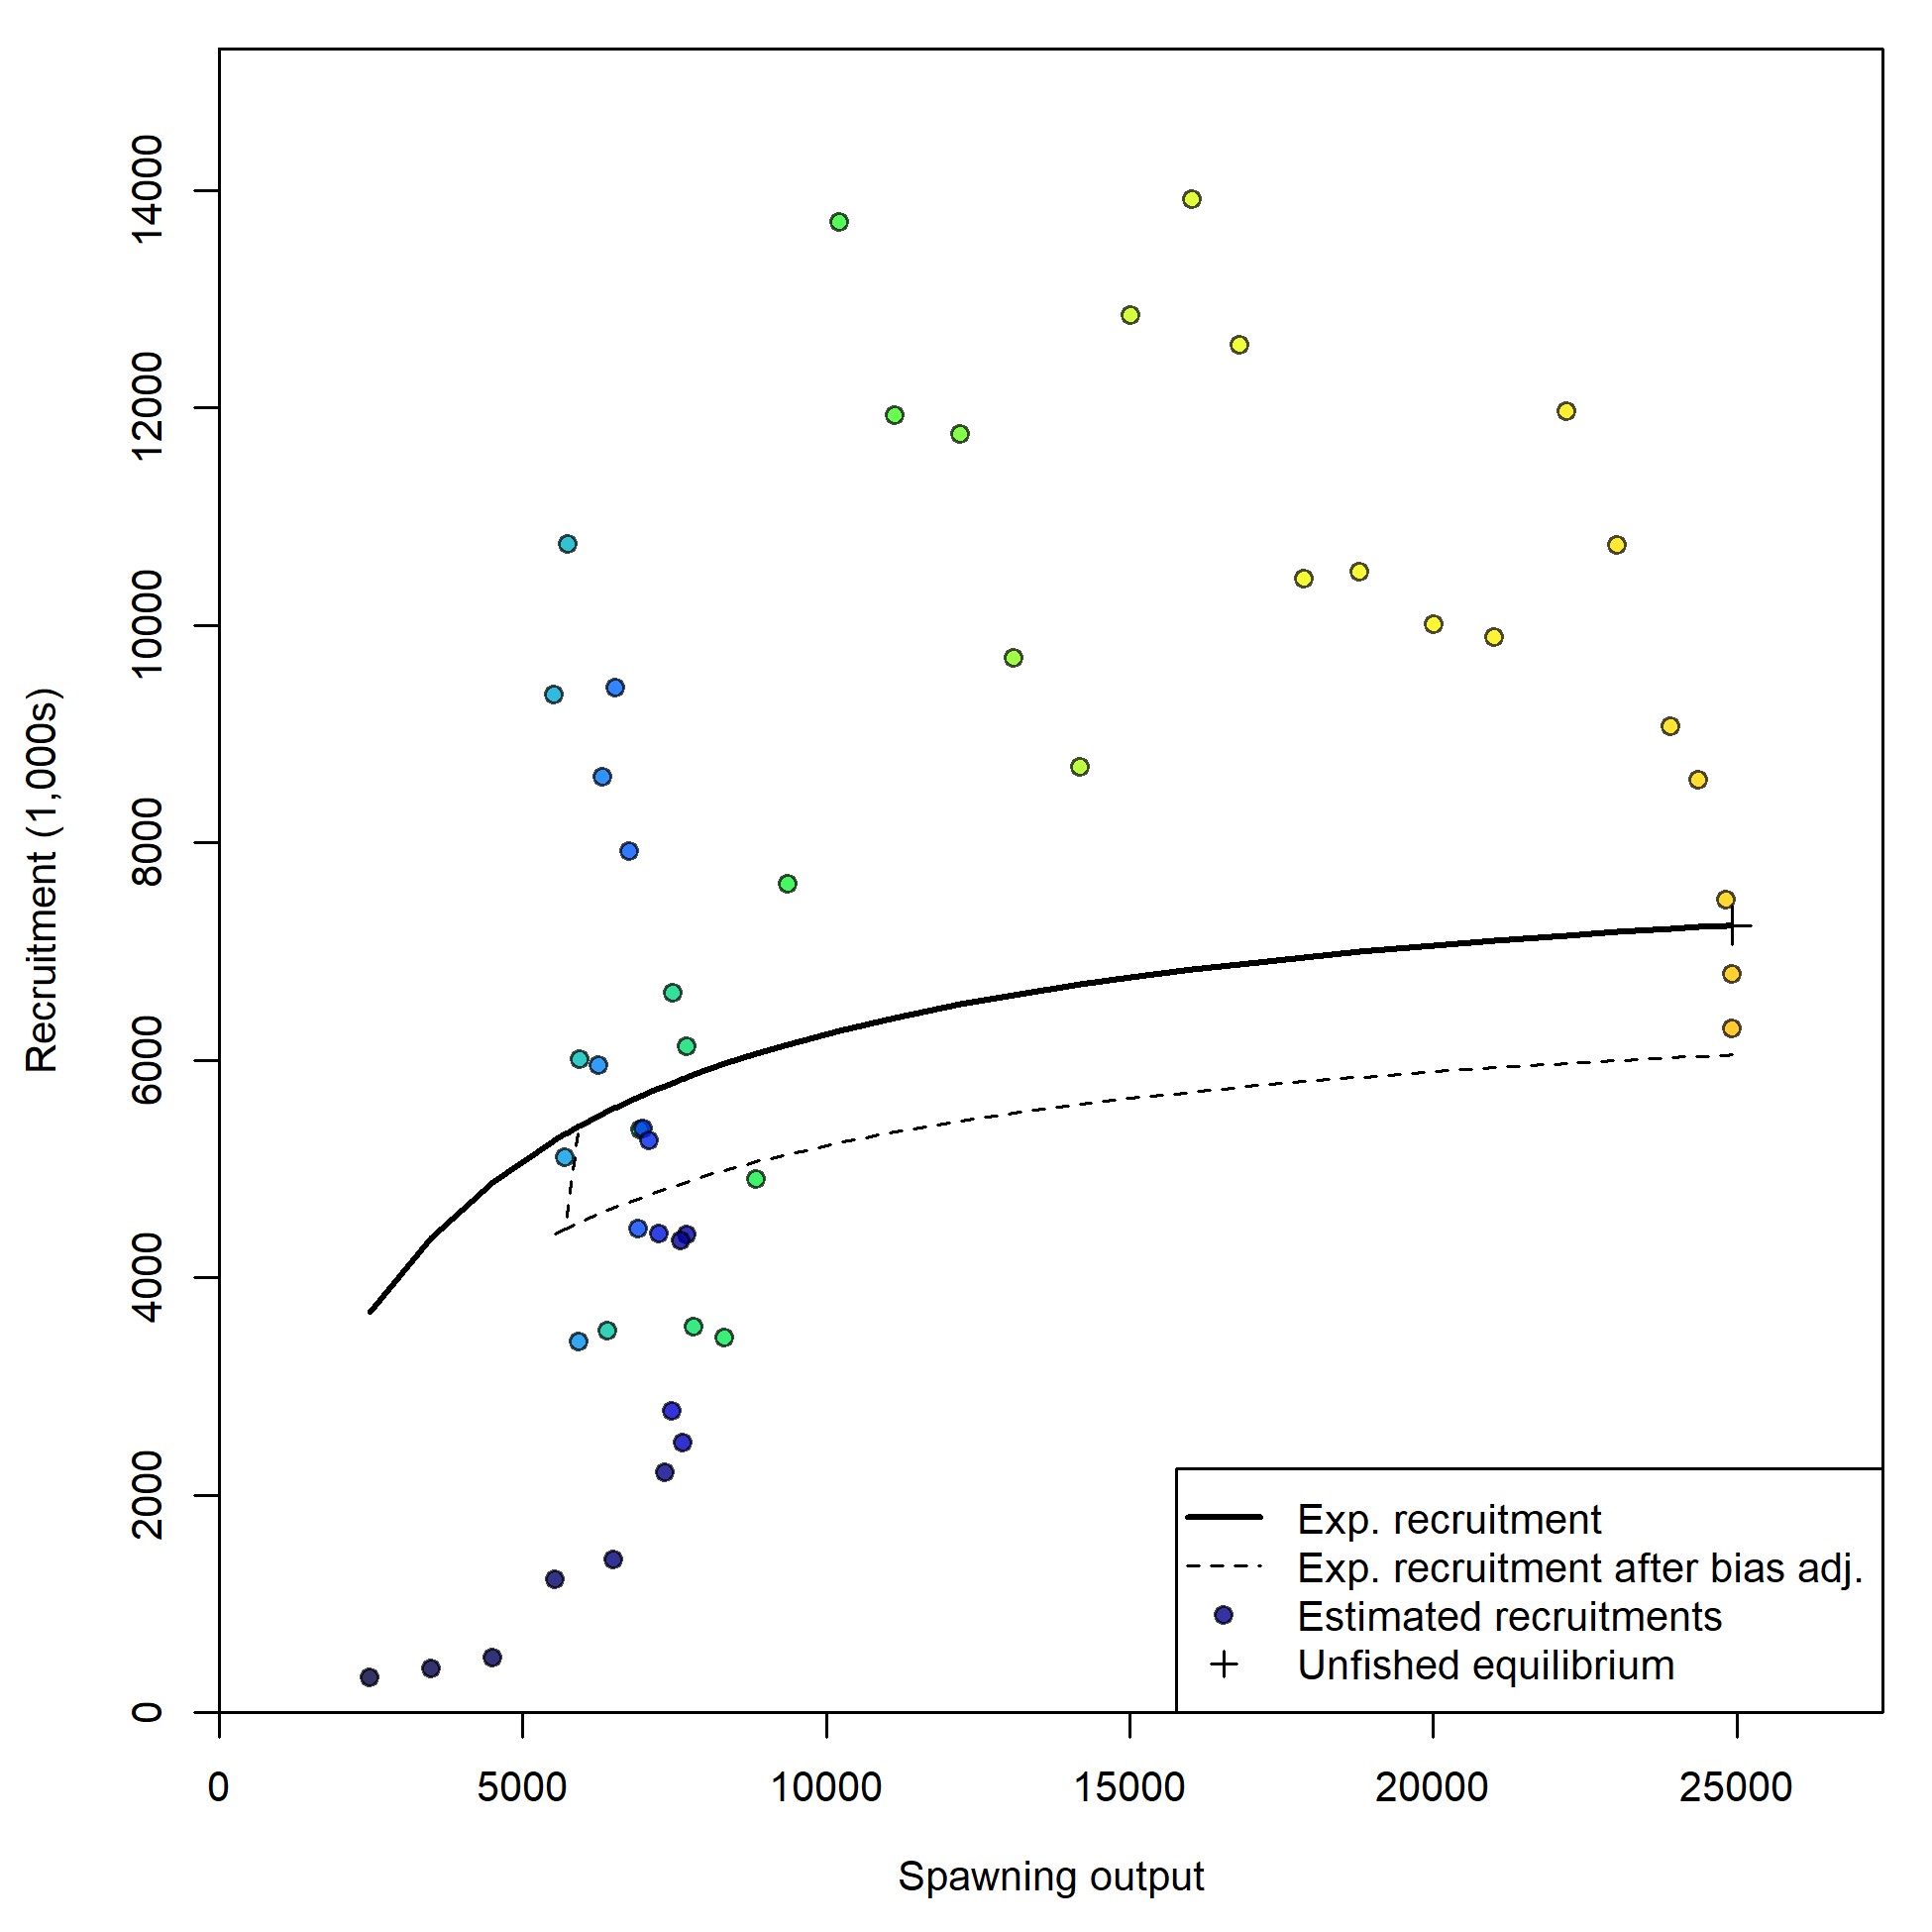 Recruitment (1,000s)
14000
12000
10000
8000
6000
4000
2000
0
0 5000 10000 15000 20000 25000
Spawning output
Exp. recruitment
Exp. recruitment after bias adj.
Estimated recruitments
Unfished equilibrium